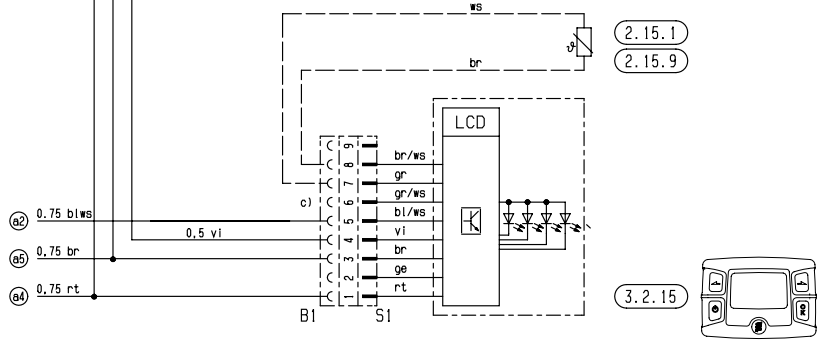 ws
ϑ
2.15.1
2.15.9
br
LCD
9
8 br/ws
7 gr
c) 6 gr/ws
a2 0.75 blws 5 bl/ws
0,5 vi 4 vi
a5 0.75 br 3 br
2 ge
a4 0.75 rt 1 rt
B1 S1
3.2.15